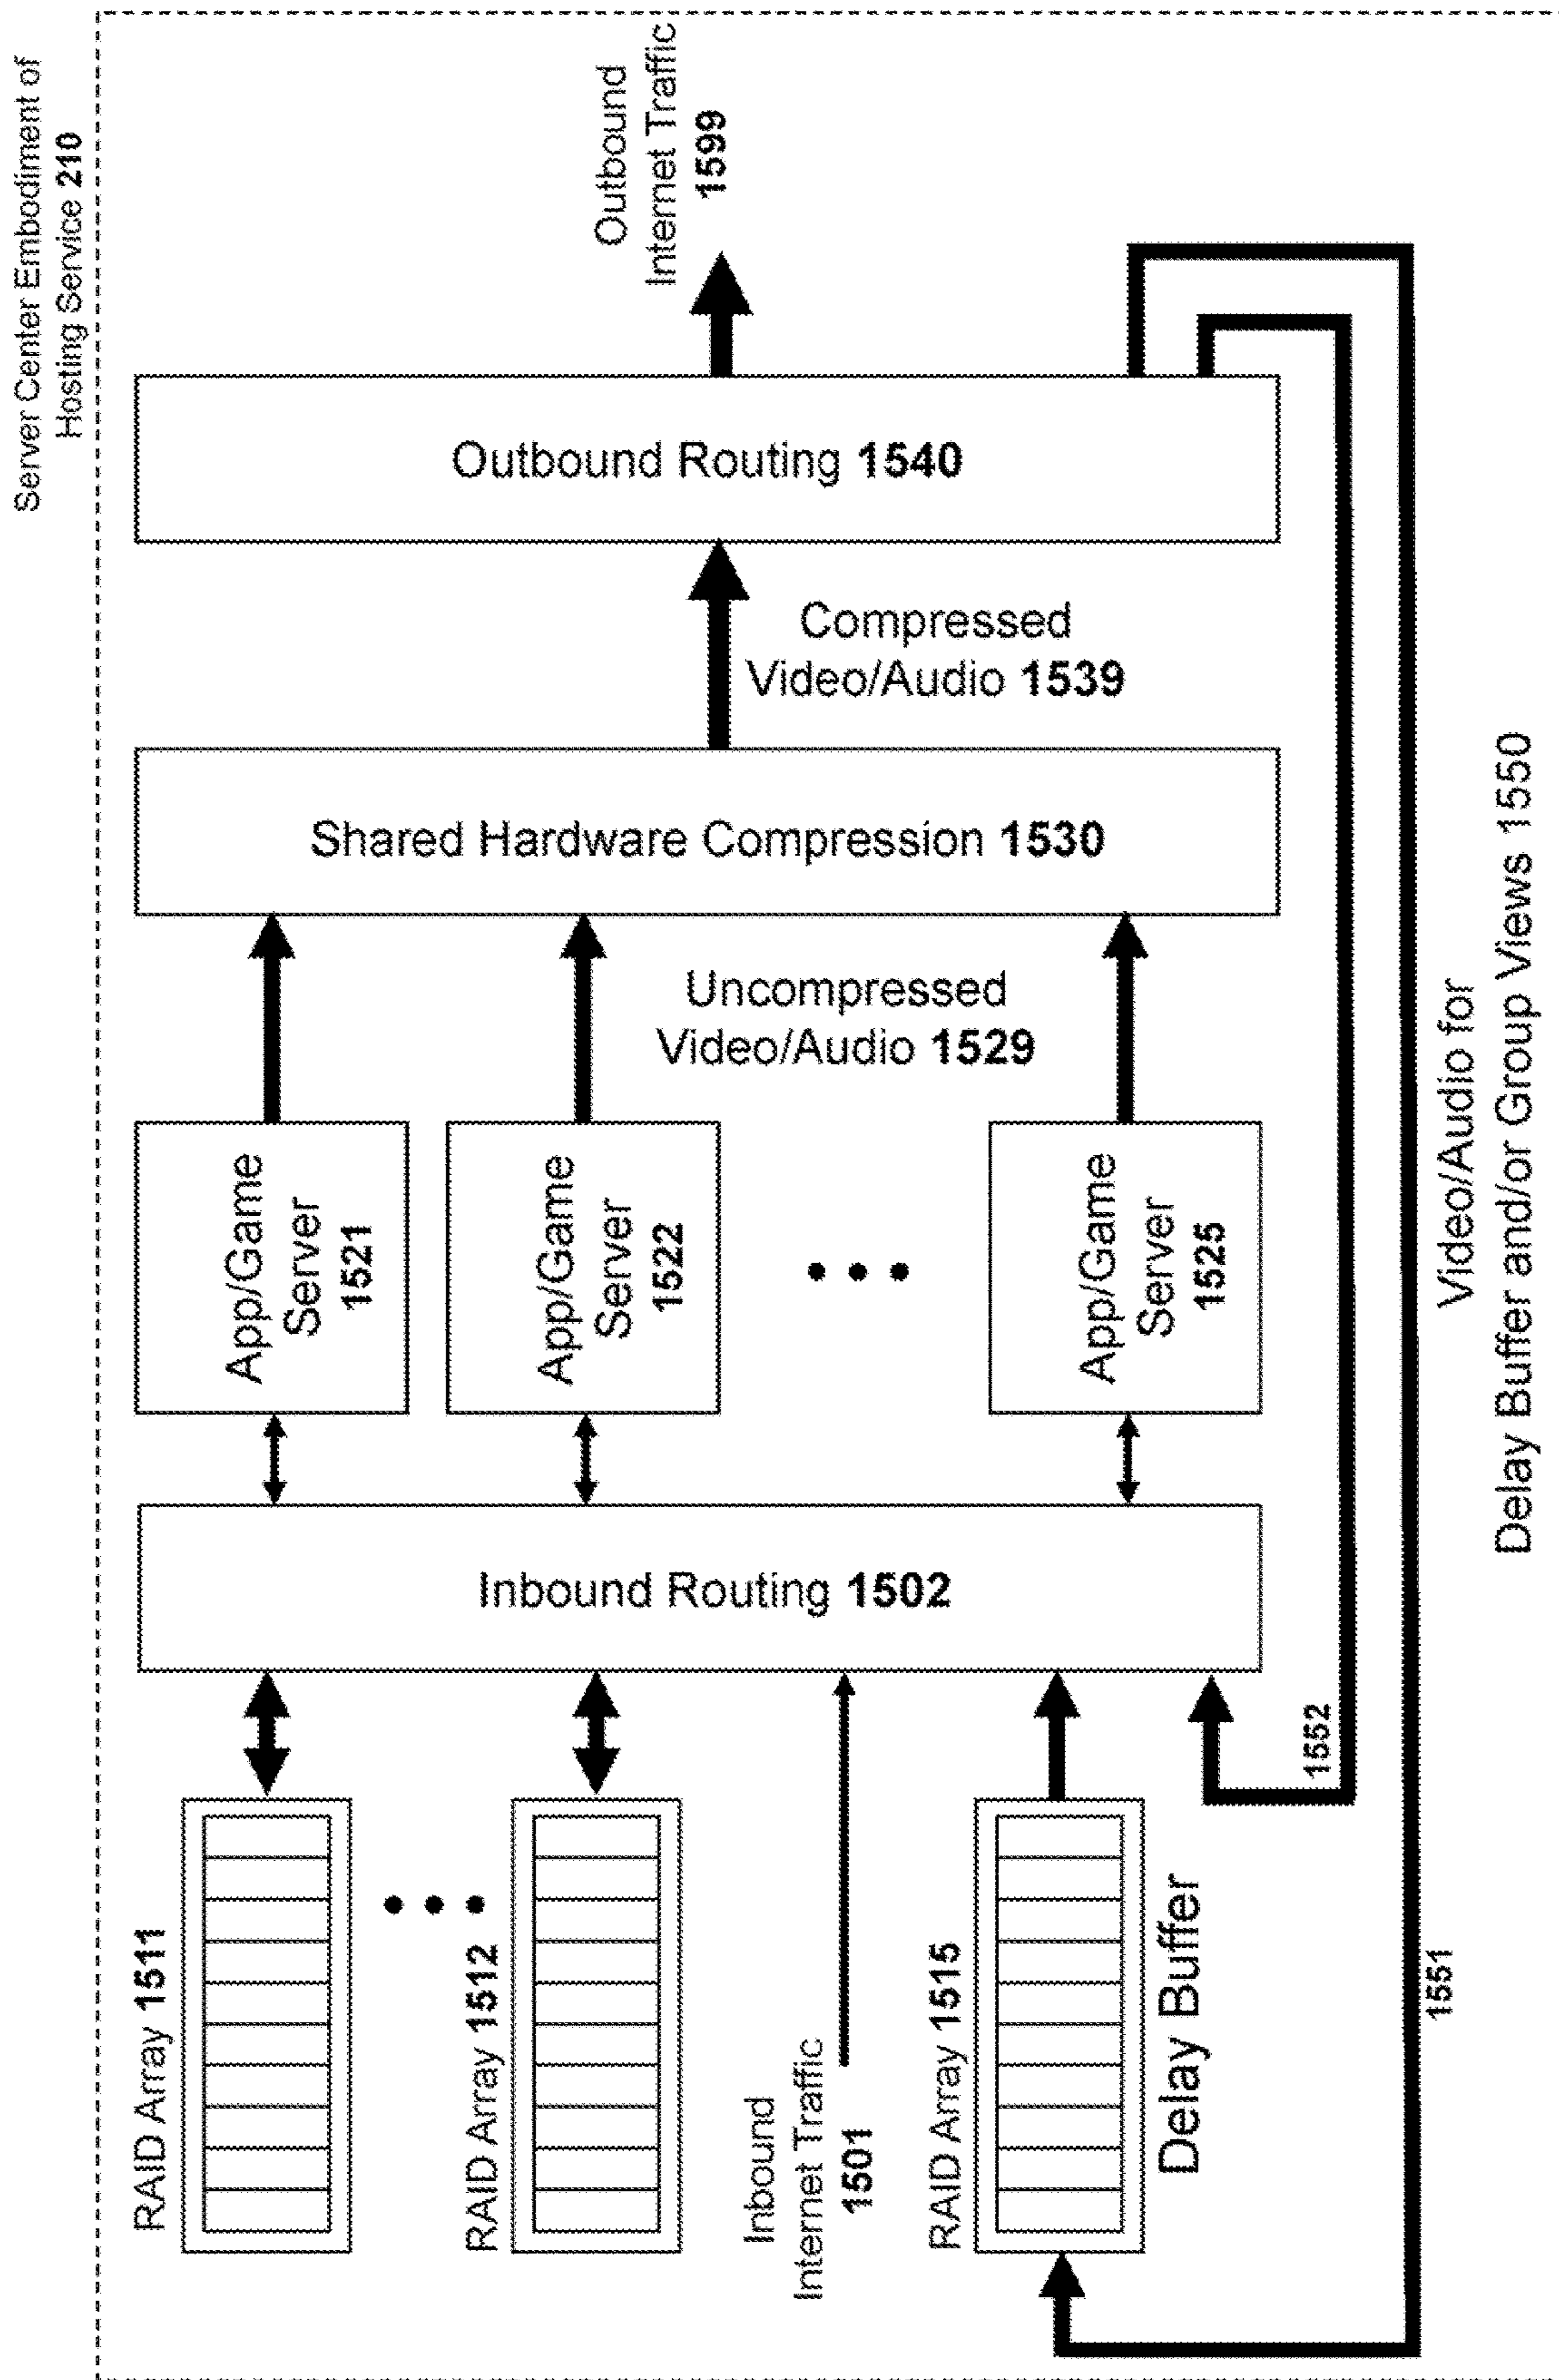 Server Center Embodiment of
Hosting Service 210
RAID Array 1511
RAID Array 1512
Inbound
Internet Traffic
1501
RAID Array 1515
Delay Buffer
Inbound Routing 1502
App/Game
Server
1521
App/Game
Server
1522
App/Game
Server
1525
Uncompressed
Video/Audio 1529
Shared Hardware Compression 1530
Compressed
Video/Audio 1539
Outbound Routing 1540
Outbound
Internet Traffic
1599
1552
1551
Video/Audio for
Delay Buffer and/or Group Views 1550